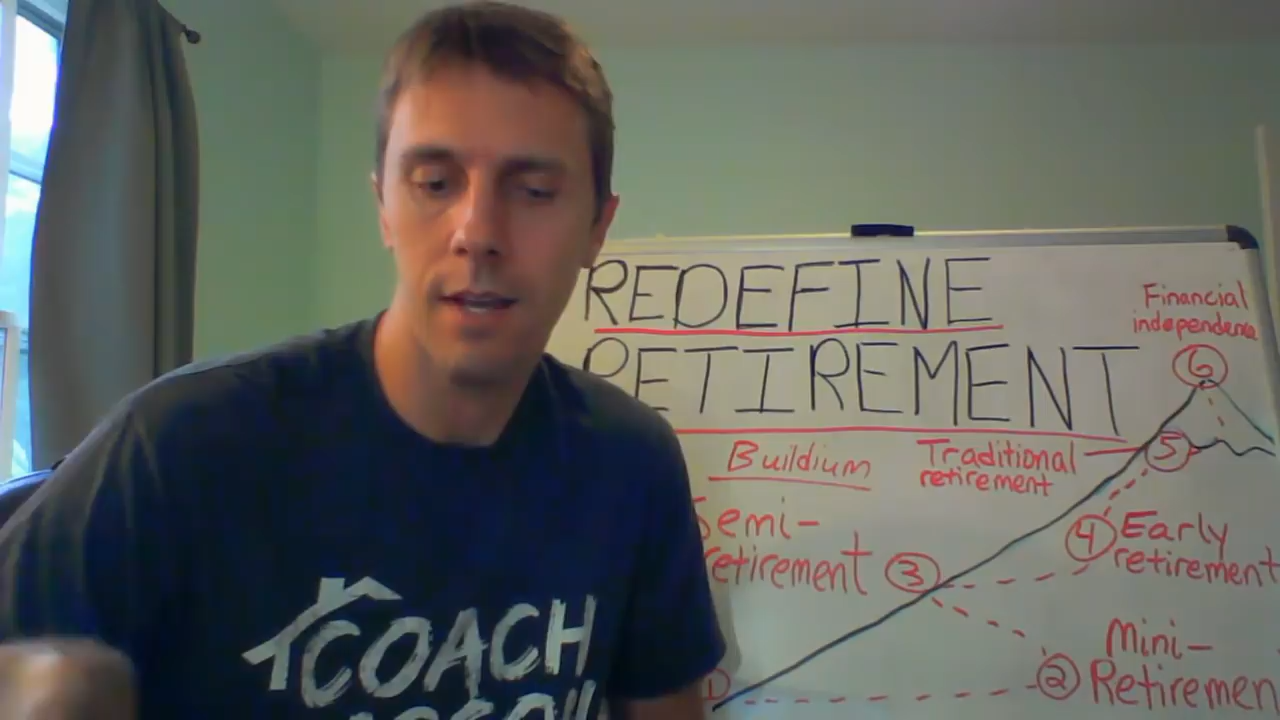 REDEFINE
RETIREMENT
Financial
independence
6
Buildium
Traditional
retirement
5
Semi-
retirement
3
4
Early
retirement
Mini-
2
Retiremen
1
COACH